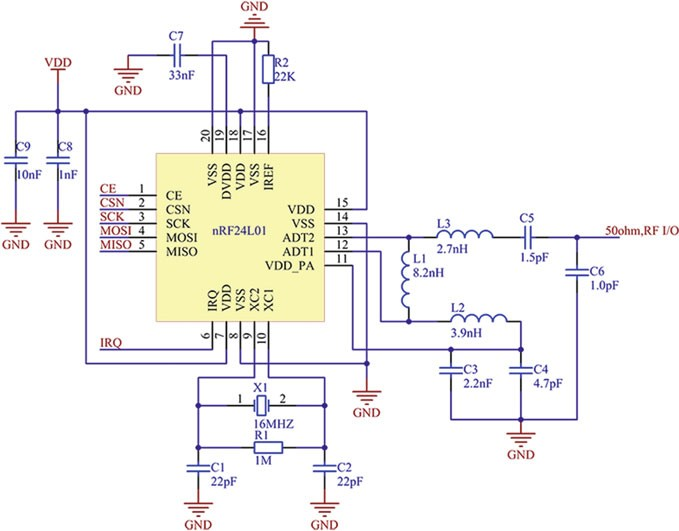 GND
C7
33nF
GND
R2
22K
VDD
C9
10nF
C8
1nF
GND
GND
20
19
18
17
16
VSS
DVDD
VDD
VSS
IREF
CE 1 CE
CSN 2 CSN
SCK 3 SCK
MOSI 4 MOSI
MISO 5 MISO
nRF24L01
VDD 15
VSS 14
ADT2 13
ADT1 12
VDD_PA 11
IRQ
VDD
VSS
XC2
XC1
6
7
8
9
10
IRQ
L3
2.7nH
C5
1.5pF
50ohm,RF I/O
L1
8.2nH
C6
1.0pF
L2
3.9nH
C3
2.2nF
C4
4.7pF
GND
GND
X1
1 2
16MHZ
R1
1M
C1
22pF
C2
22pF
GND
GND